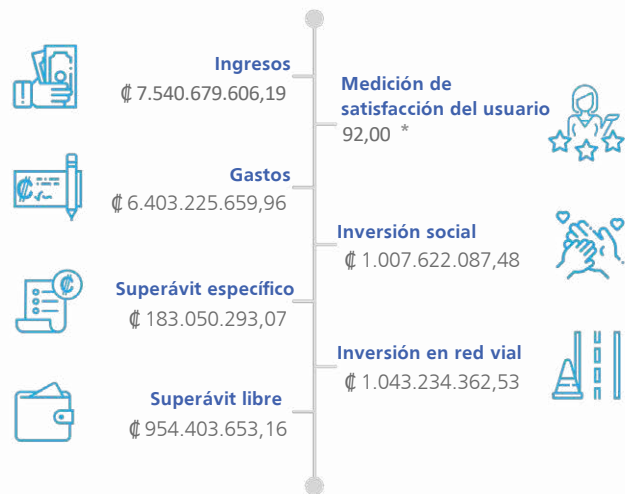 Ingresos
₡ 7.540.679.606,19
Medición de
satisfacción del usuario
92,00 *
Gastos
₡ 6.403.225.659,96
Inversión social
₡ 1.007.622.087,48
Superávit específico
₡ 183.050.293,07
Inversión en red vial
₡ 1.043.234.362,53
Superávit libre
₡ 954.403.653,16